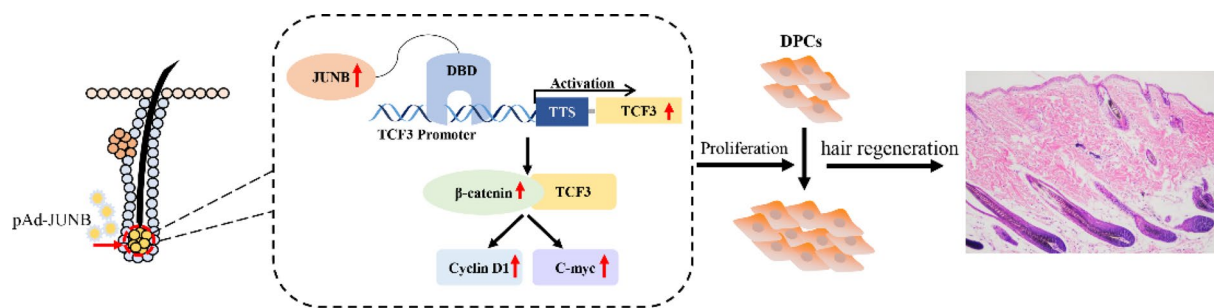 pAd-JUNB
JUNB
DBD
Activation
TTS
TCF3
TCF3 Promoter
β-catenin
TCF3
Cyclin D1
C-myc
DPCs
Proliferation
hair regeneration